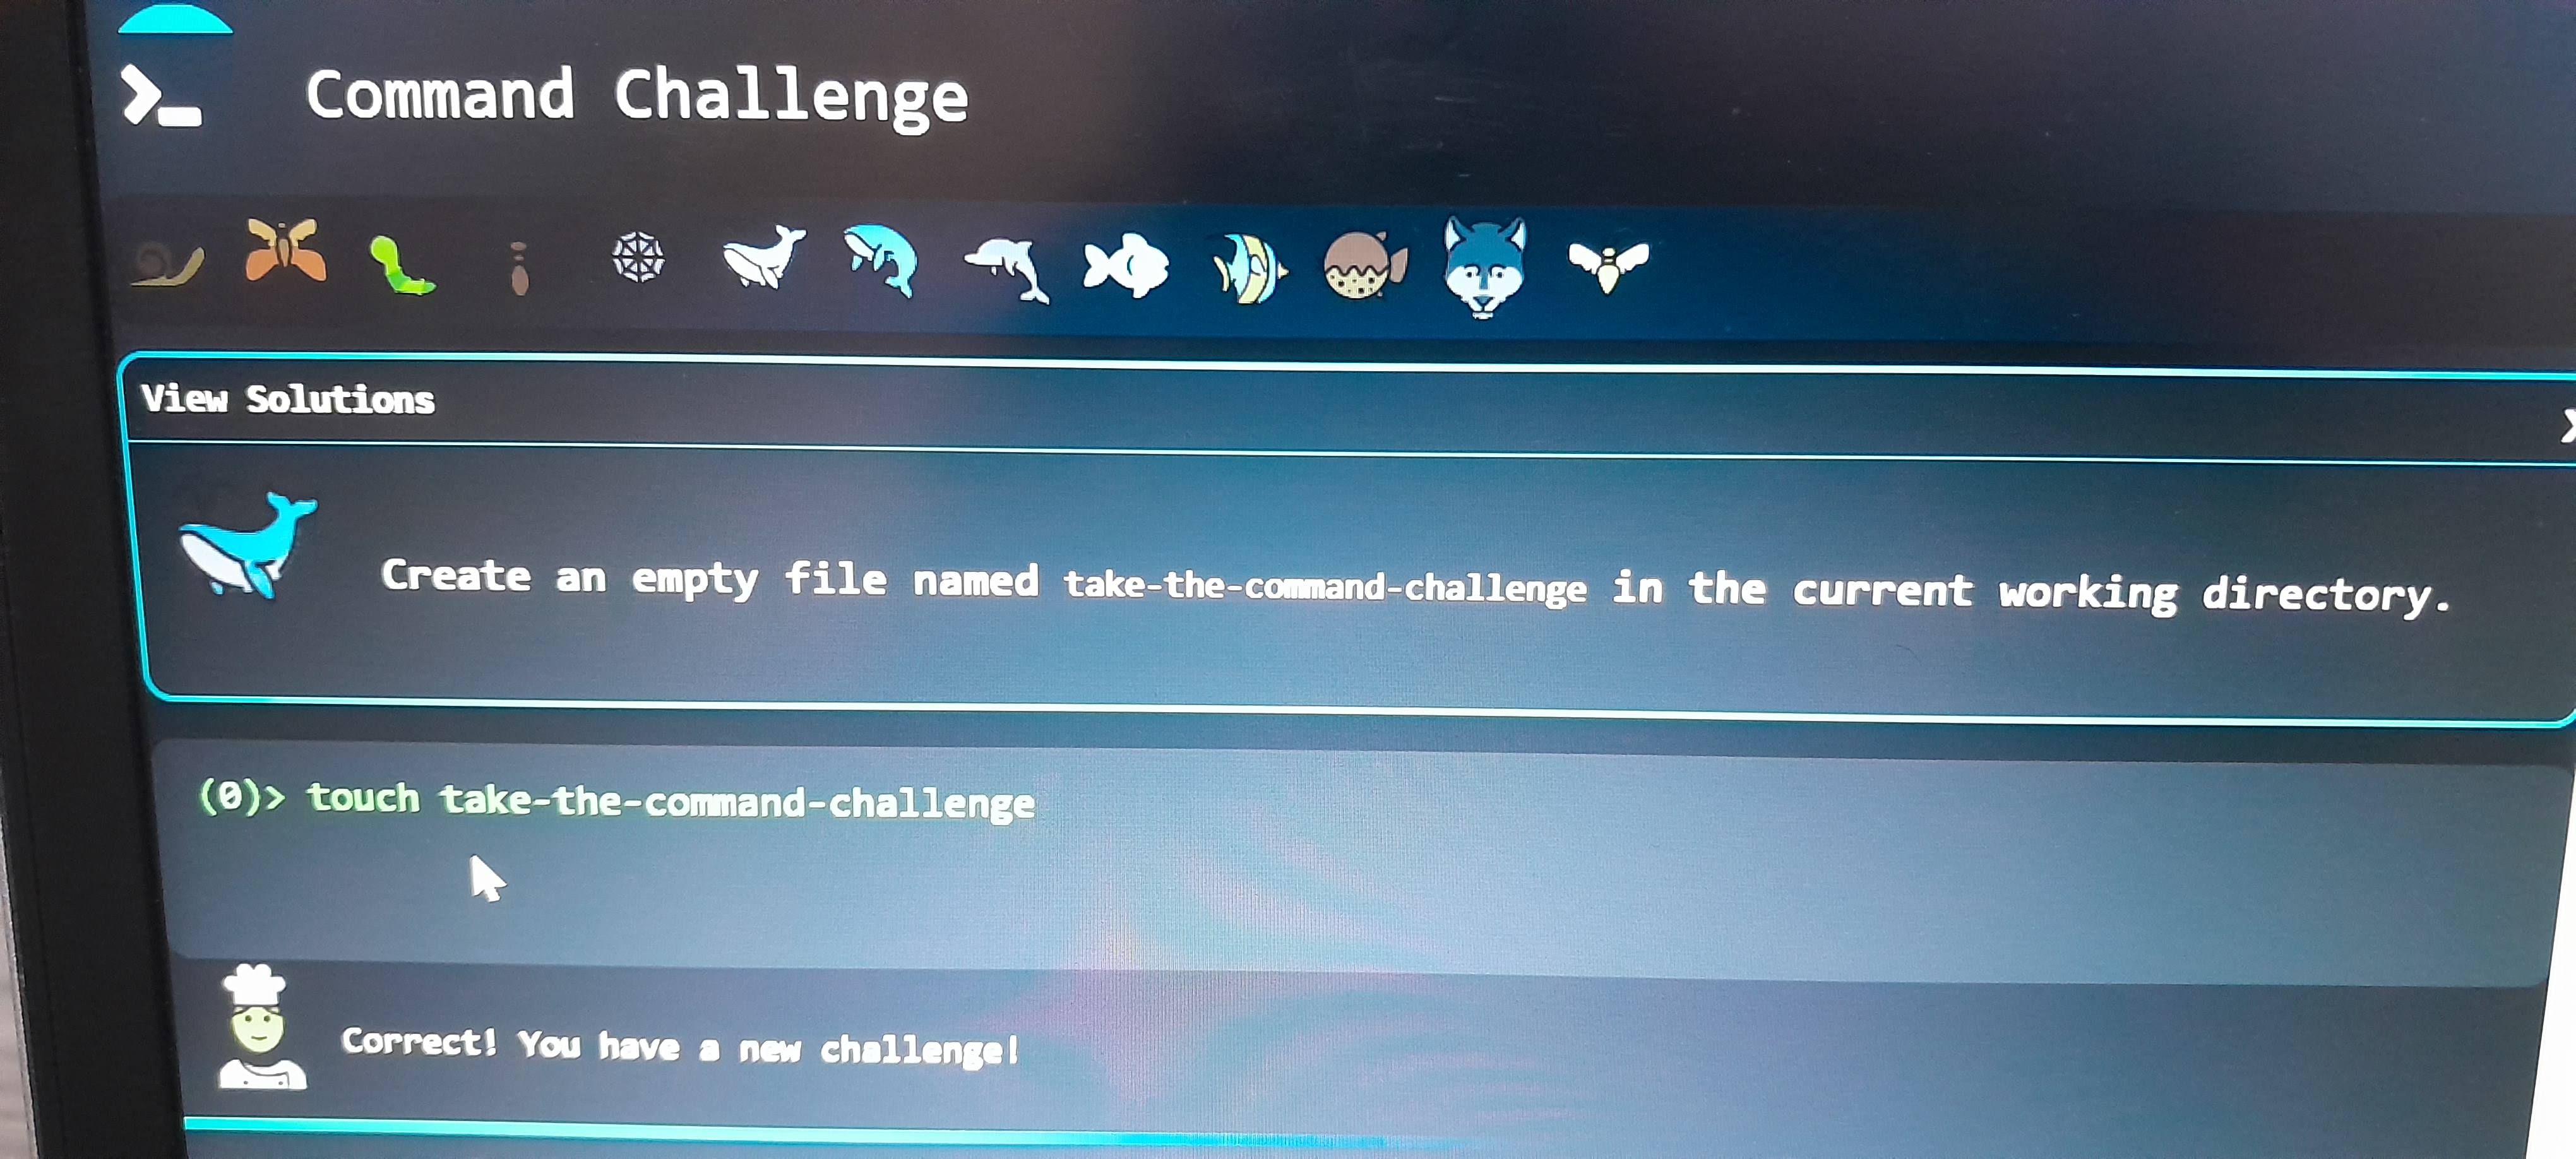 >_ Command Challenge
View Solutions
Create an empty file named take-the-command-challenge in the current working directory.
(0)> touch take-the-command-challenge
Correct! You have a new challenge!